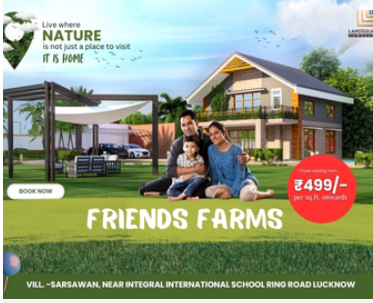 Live where
NATURE
is not just a place to visit
IT IS HOME
BOOK NOW
Prices starting from
₹499/-
per sq. ft. onwards
FRIENDS FARMS
VILL. -SARSAWAN, NEAR INTEGRAL INTERNATIONAL SCHOOL RING ROAD LUCKNOW